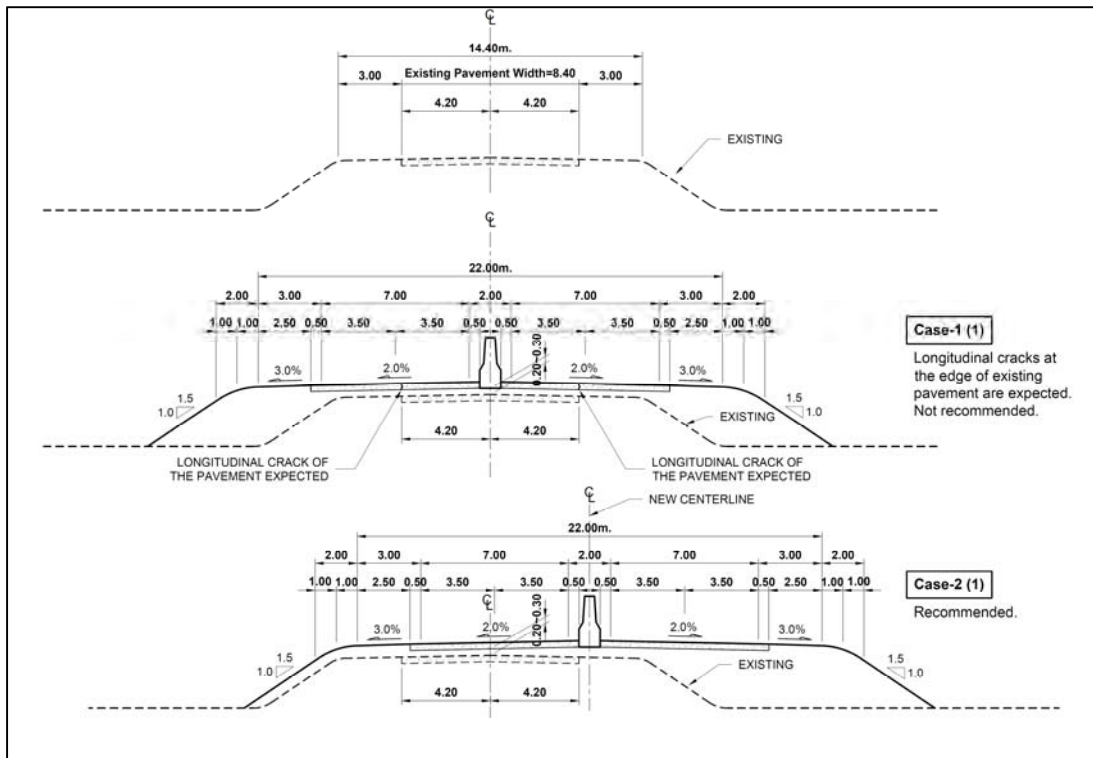 ℄
14.40m.
3.00 Existing Pavement Width=8.40 3.00
4.20 4.20
EXISTING
℄
22.00m.
2.00 3.00 7.00 2.00 7.00 3.00 2.00
1.00 1.00 2.50 0.50 3.50 3.50 0.50 0.50 3.50 3.50 0.50 2.50 1.00 1.00
0.20~0.30
3.0% 2.0% 2.0% 3.0%
1.5
1.0
1.5
1.0
EXISTING
4.20 4.20
LONGITUDINAL CRACK OF
THE PAVEMENT EXPECTED
LONGITUDINAL CRACK OF
THE PAVEMENT EXPECTED
Case-1 (1)
Longitudinal cracks at
the edge of existing
pavement are expected.
Not recommended.
℄
NEW CENTERLINE
22.00m.
2.00 3.00 7.00 2.00 7.00 3.00 2.00
1.00 1.00 2.50 0.50 3.50 3.50 0.50 0.50 3.50 3.50 0.50 2.50 1.00 1.00
℄
0.20~0.30
3.0% 2.0% 2.0% 3.0%
1.5
1.0
1.5
1.0
EXISTING
4.20 4.20
Case-2 (1)
Recommended.